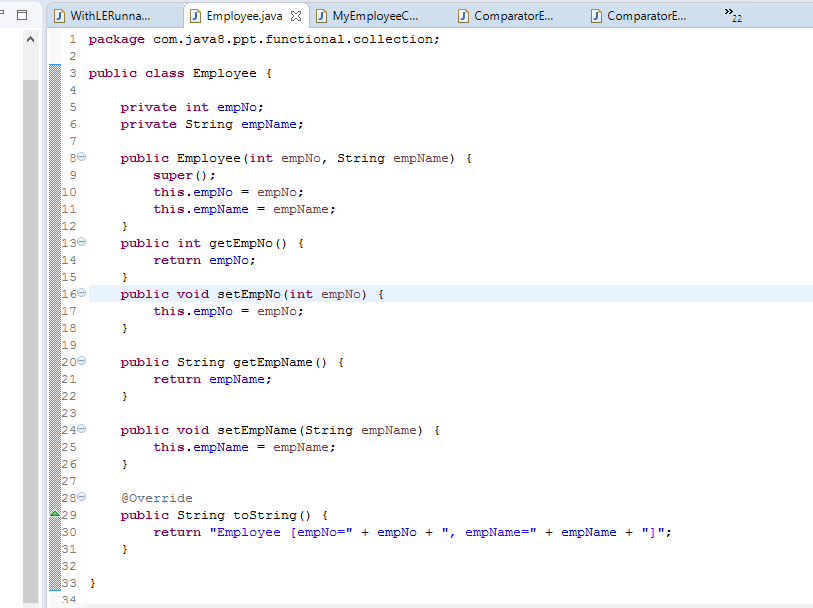 WithLERunna...
Employee.java
MyEmployeeC...
ComparatorE...
ComparatorE...
»22
1 package com.java8.ppt.functional.collection;
2
3 public class Employee {
4
5     private int empNo;
6     private String empName;
7
8     public Employee(int empNo, String empName) {
9         super();
10         this.empNo = empNo;
11         this.empName = empName;
12     }
13     public int getEmpNo() {
14         return empNo;
15     }
16     public void setEmpNo(int empNo) {
17         this.empNo = empNo;
18     }
19
20     public String getEmpName() {
21         return empName;
22     }
23
24     public void setEmpName(String empName) {
25         this.empName = empName;
26     }
27
28     @Override
29     public String toString() {
30         return "Employee [empNo=" + empNo + ", empName=" + empName + "]";
31     }
32
33 }
34